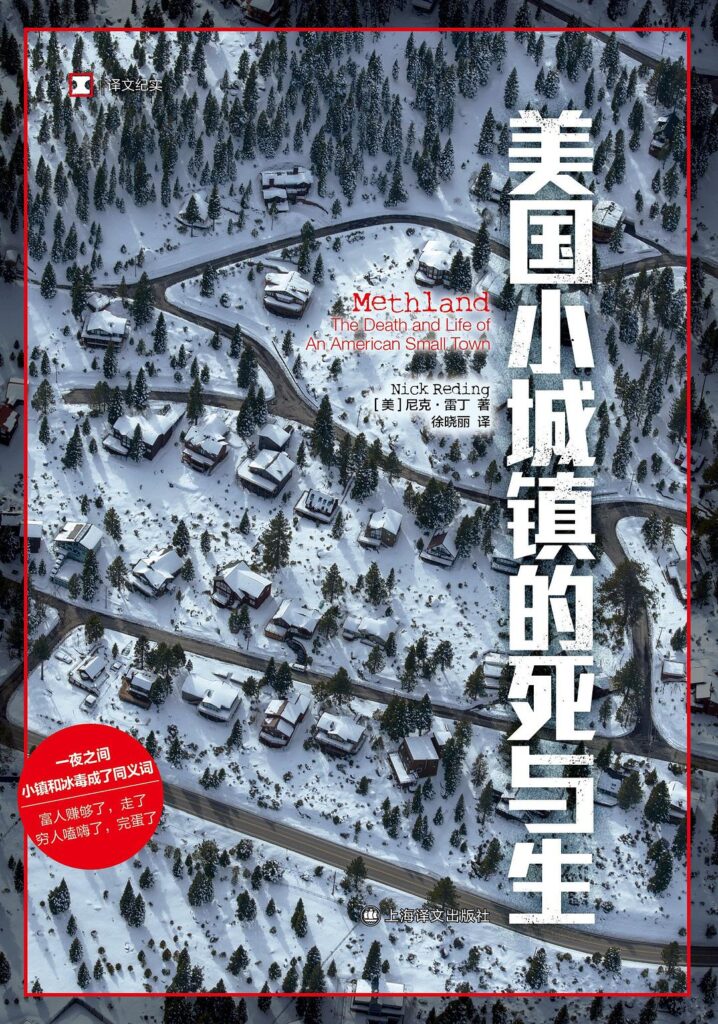 译文纪实
美国小城镇的死与生
Methland
The Death and Life of
An American Small Town
Nick Reding
[美]尼克·雷丁 著
徐晓丽 译
一夜之间
小镇和冰毒成了同义词
富人赚够了，走了
穷人嗑嗨了，完蛋了
上海译文出版社